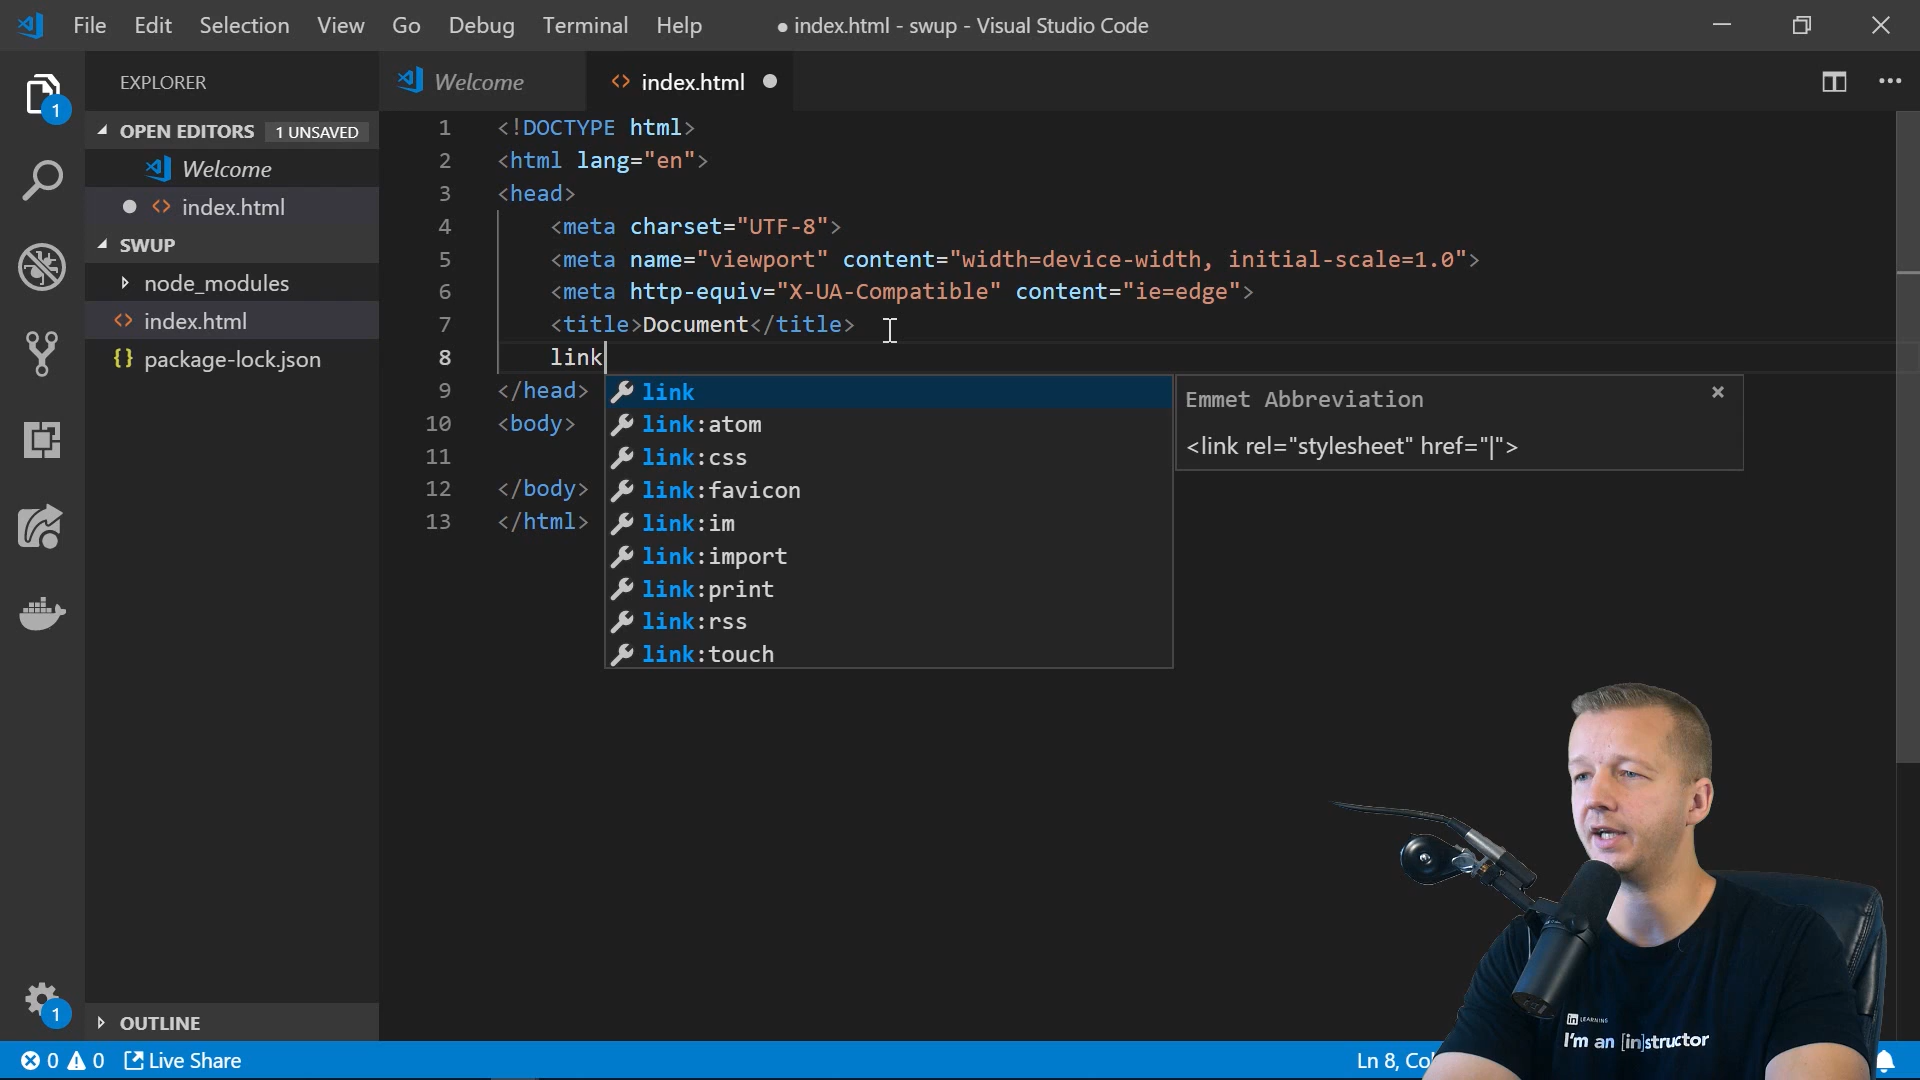 File Edit Selection View Go Debug Terminal Help
● index.html - swup - Visual Studio Code
EXPLORER
OPEN EDITORS 1 UNSAVED
Welcome
index.html
SWUP
node_modules
index.html
{} package-lock.json
OUTLINE
1
1
Welcome
<> index.html
1 <!DOCTYPE html>
2 <html lang="en">
3 <head>
4 <meta charset="UTF-8">
5 <meta name="viewport" content="width=device-width, initial-scale=1.0">
6 <meta http-equiv="X-UA-Compatible" content="ie=edge">
7 <title>Document</title>
8 link
9 </head>
10 <body>
11
12 </body>
13 </html>
link
link:atom
link:css
link:favicon
link:im
link:import
link:print
link:rss
link:touch
Emmet Abbreviation
<link rel="stylesheet" href="|">
in LEARNING
I'm an [in]structor
0 0 Live Share
Ln 8,